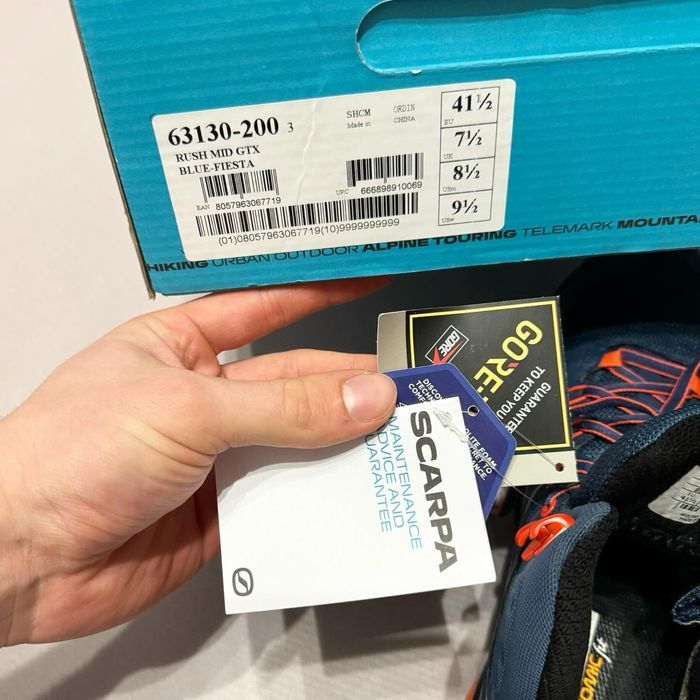 63130-200 3
SHCM ORDIN
Made in CHINA
RUSH MID GTX
BLUE-FIESTA
EAN 8057963067719
UPC 666898910069
(01)08057963067719(10)9999999999
41½
EU
7½
UK
8½
USm
9½
USw
HIKING URBAN OUTDOOR ALPINE TOURING TELEMARK MOUNTA
GORE
GORE-
GUARANTEE
TO KEEP YOU
SCARPA
MAINTENANCE
ADVICE AND
GUARANTEE